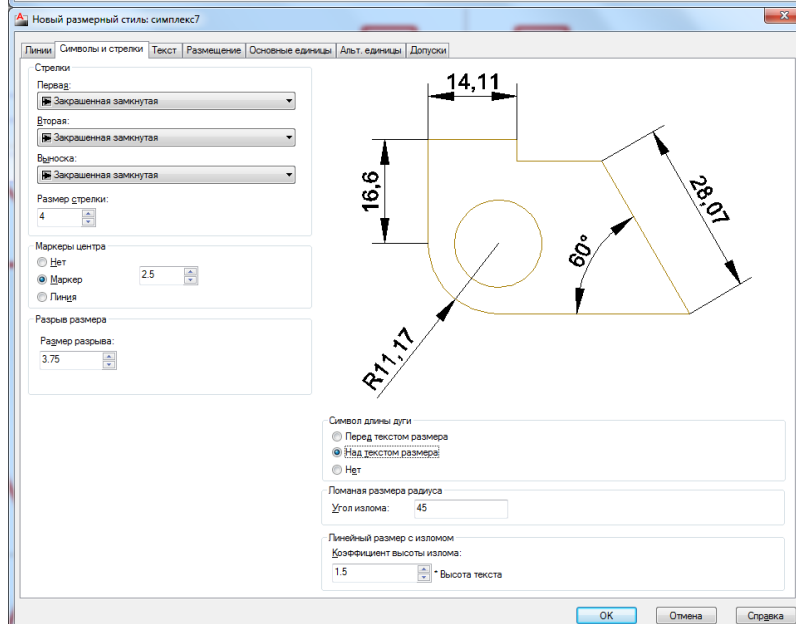 Новый размерный стиль: симплекс7
Линии Символы и стрелки Текст Размещение Основные единицы Альт. единицы Допуски
Стрелки
Первая:
Закрашенная замкнутая
Вторая:
Закрашенная замкнутая
Выноска:
Закрашенная замкнутая
Размер стрелки:
4
Маркеры центра
Нет
Маркер
2.5
Линия
Разрыв размера
Размер разрыва:
3.75
14,11
16,6
28,07
60°
R11,17
Символ длины дуги
Перед текстом размера
Над текстом размера
Нет
Ломаная размера радиуса
Угол излома: 45
Линейный размер с изломом
Коэффициент высоты излома:
1.5 * Высота текста
OK Отмена Справка